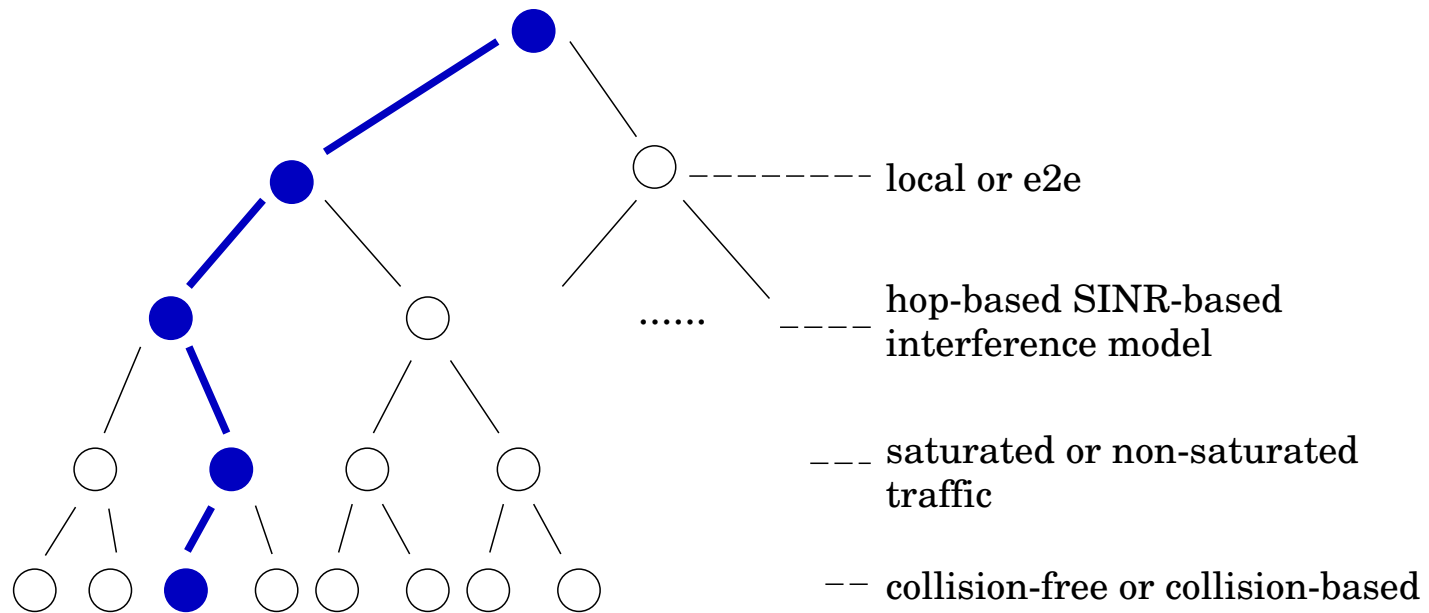 local or e2e
......
hop-based SINR-based
interference model
saturated or non-saturated
traffic
collision-free or collision-based